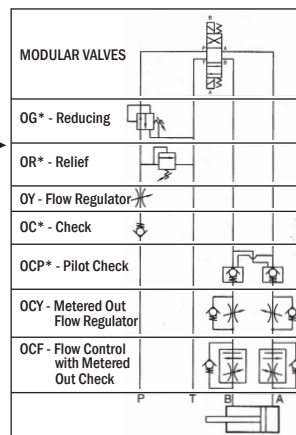 B
MODULAR VALVES
P A
T B
A
OG* - Reducing
OR* - Relief
OY - Flow Regulator
OC* - Check
OCP* - Pilot Check
OCY - Metered Out
Flow Regulator
OCF - Flow Control
with Metered
Out Check
P T B A